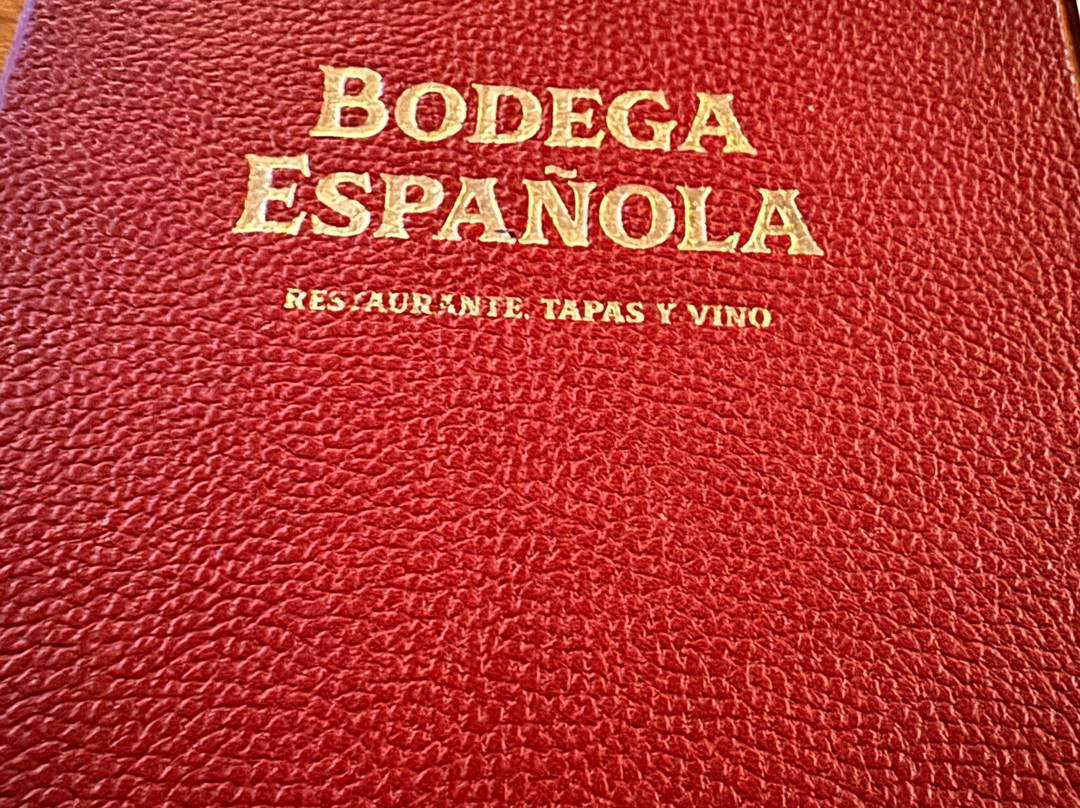 BODEGA
ESPAÑOLA
RESTAURANTE, TAPAS Y VINO